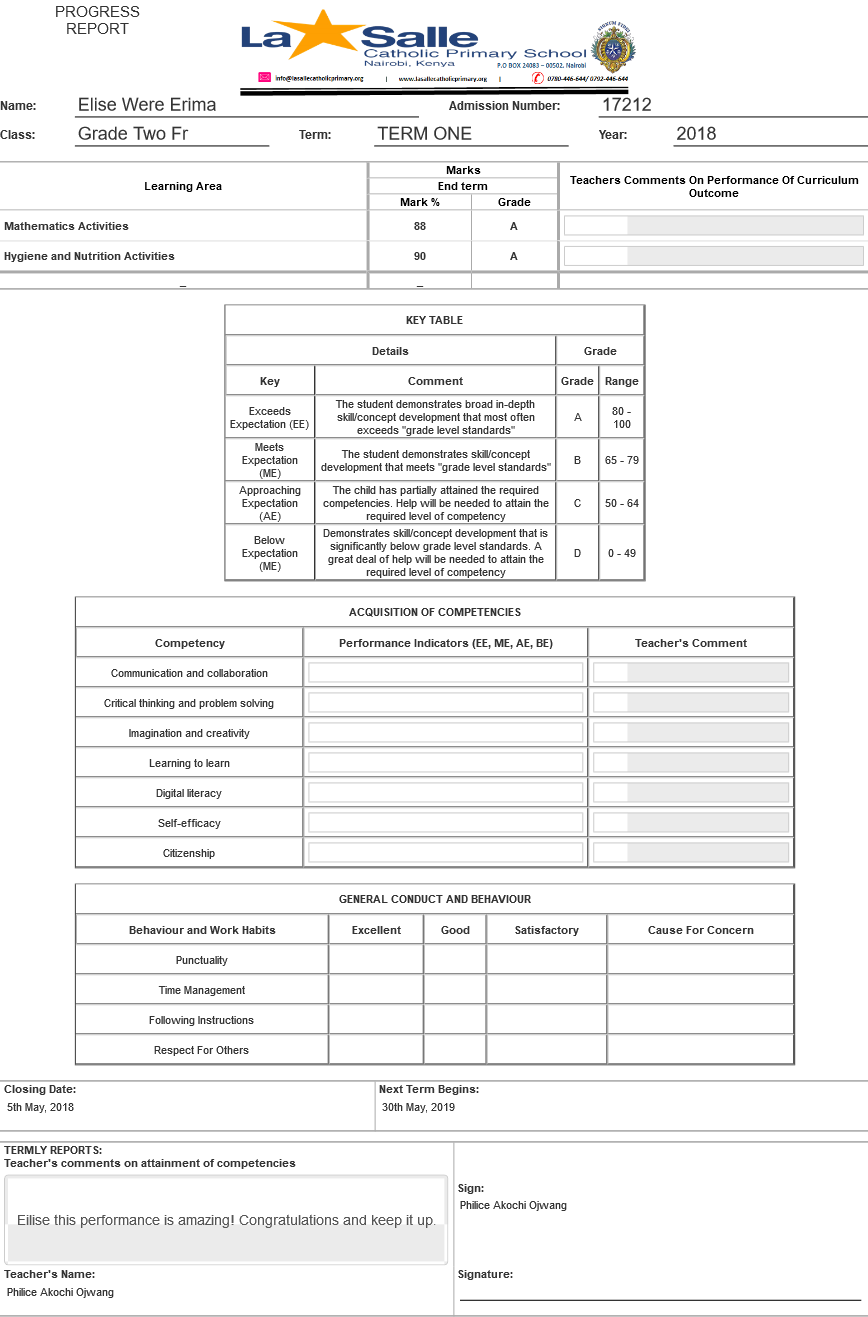 PROGRESS
REPORT
La Salle
Catholic Primary School
Nairobi, Kenya
P.O BOX 24083 – 00502, Nairobi
info@lasallecatholicprimary.org | www.lasallecatholicprimary.org | 0780-446-644/ 0792-446-644
Name: Elise Were Erima Admission Number: 17212
Class: Grade Two Fr Term: TERM ONE Year: 2018
Learning Area
Marks
End term
Mark % Grade
Teachers Comments On Performance Of Curriculum
Outcome
Mathematics Activities 88 A
Hygiene and Nutrition Activities 90 A
_ _
KEY TABLE
Details Grade
Key Comment Grade Range
Exceeds
Expectation (EE)
The student demonstrates broad in-depth
skill/concept development that most often
exceeds "grade level standards"
A
80 -
100
Meets
Expectation
(ME)
The student demonstrates skill/concept
development that meets "grade level standards"
B
65 - 79
Approaching
Expectation
(AE)
The child has partially attained the required
competencies. Help will be needed to attain the
required level of competency
C
50 - 64
Below
Expectation
(ME)
Demonstrates skill/concept development that is
significantly below grade level standards. A
great deal of help will be needed to attain the
required level of competency
D
0 - 49
ACQUISITION OF COMPETENCIES
Competency Performance Indicators (EE, ME, AE, BE) Teacher's Comment
Communication and collaboration
Critical thinking and problem solving
Imagination and creativity
Learning to learn
Digital literacy
Self-efficacy
Citizenship
GENERAL CONDUCT AND BEHAVIOUR
Behaviour and Work Habits Excellent Good Satisfactory Cause For Concern
Punctuality
Time Management
Following Instructions
Respect For Others
Closing Date: Next Term Begins:
5th May, 2018 30th May, 2019
TERMLY REPORTS:
Teacher's comments on attainment of competencies
Eilise this performance is amazing! Congratulations and keep it up.
Sign:
Philice Akochi Ojwang
Teacher's Name: Signature:
Philice Akochi Ojwang